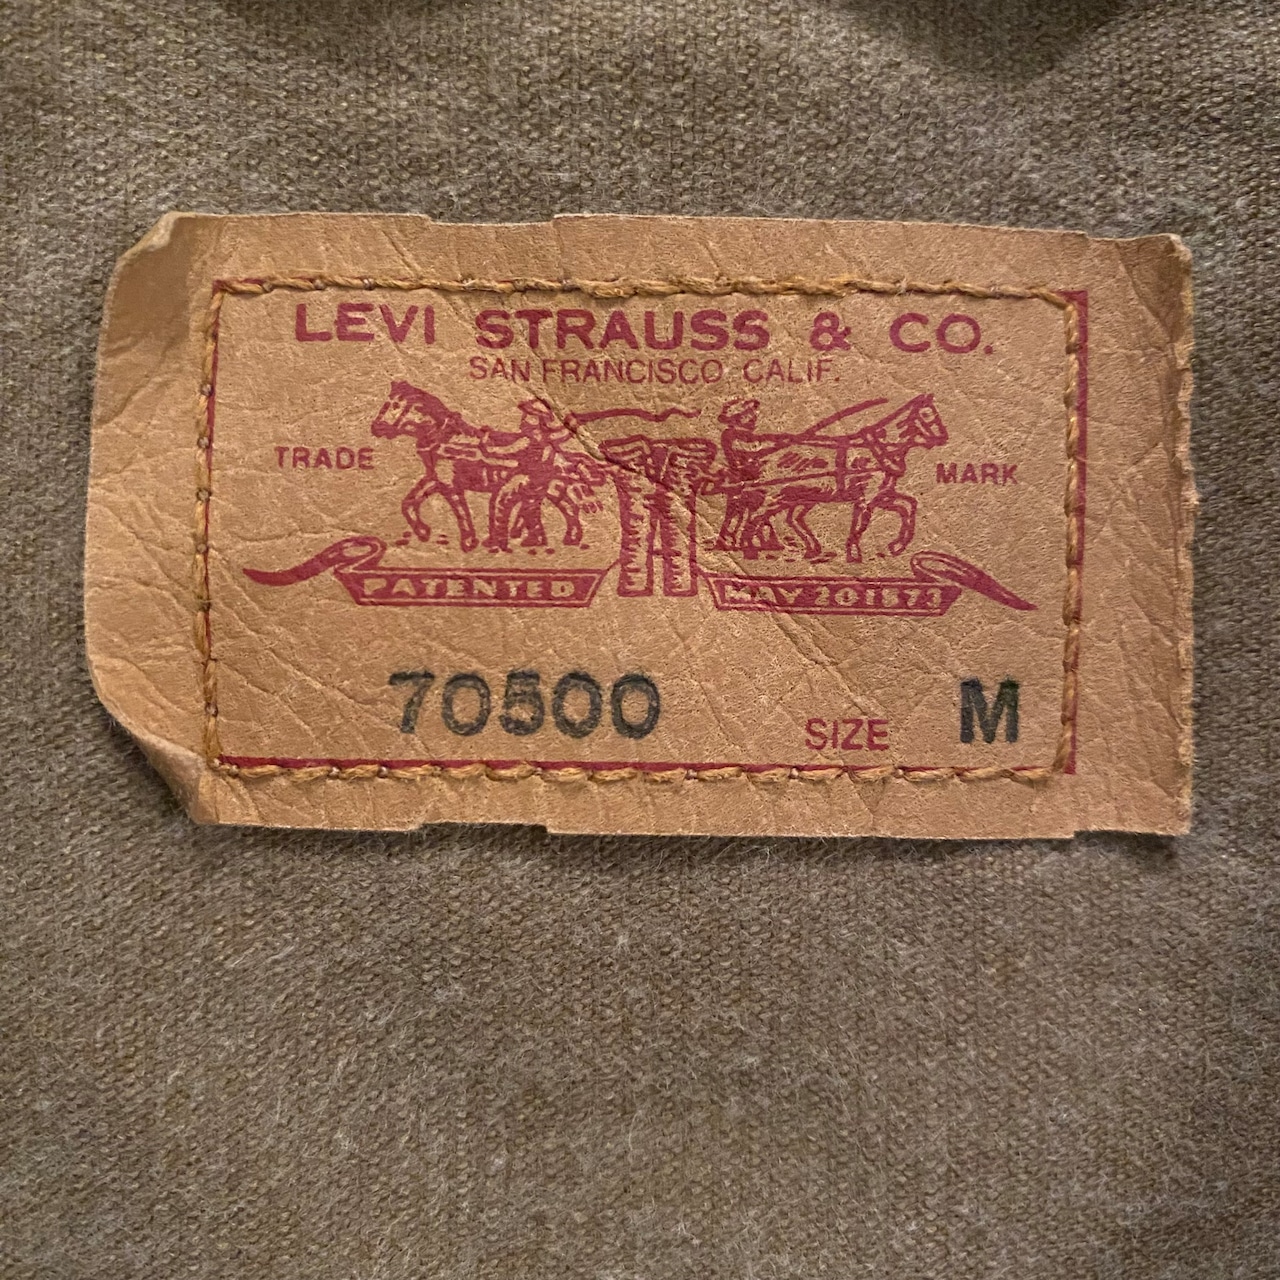 LEVI STRAUSS & CO.
SAN FRANCISCO, CALIF.
TRADE MARK
PATENTED MAY 20 1873
70500 SIZE M